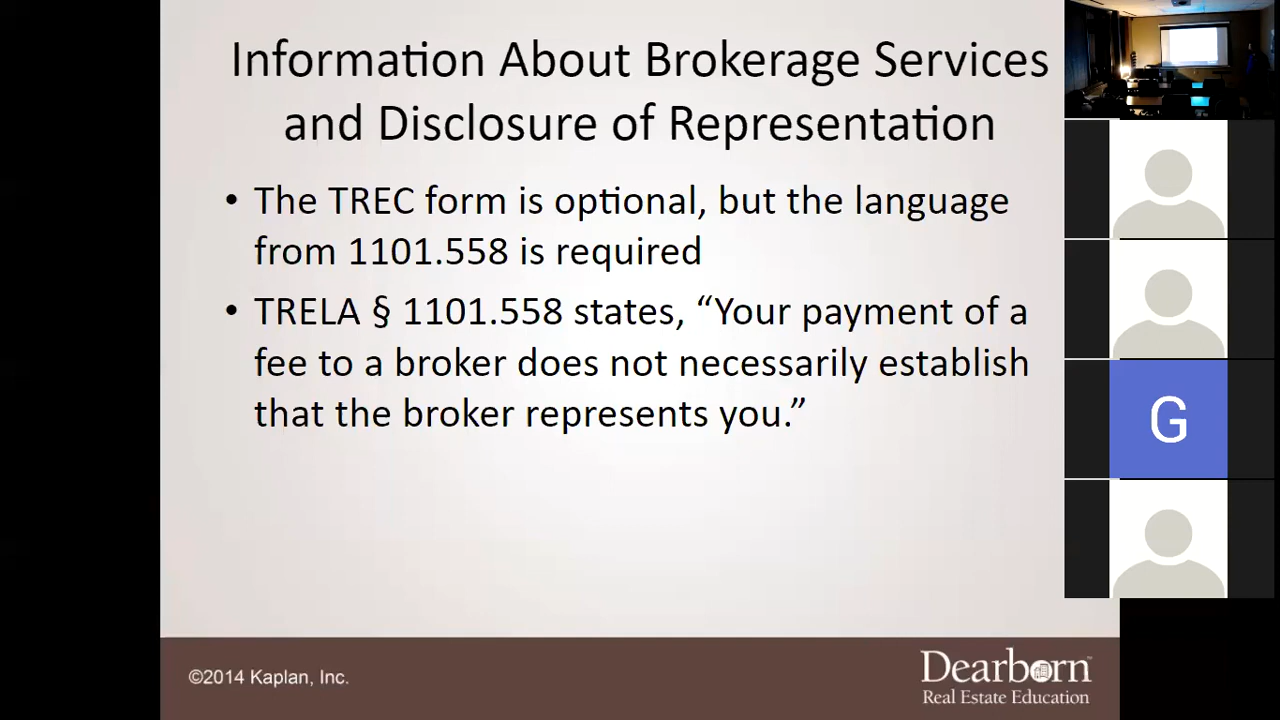 Information About Brokerage Services
and Disclosure of Representation
• The TREC form is optional, but the language
from 1101.558 is required
• TRELA § 1101.558 states, “Your payment of a
fee to a broker does not necessarily establish
that the broker represents you.”
G
©2014 Kaplan, Inc.
Dearborn™
Real Estate Education